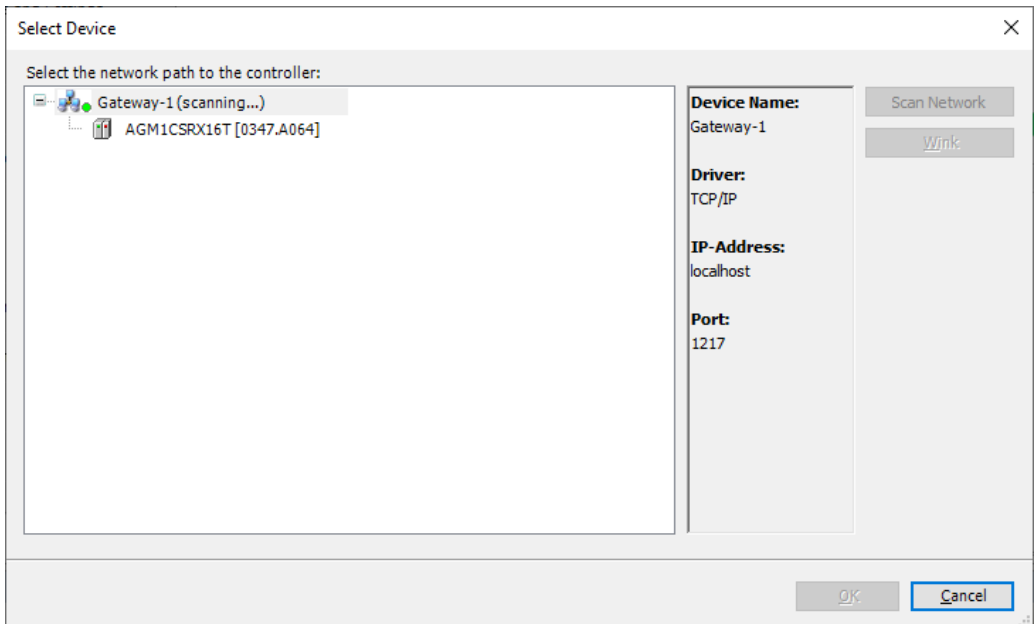 Select Device
Select the network path to the controller:
Gateway-1 (scanning...)
AGM1CSRX16T [0347.A064]
Device Name:
Gateway-1
Driver:
TCP/IP
IP-Address:
localhost
Port:
1217
Scan Network
Wink
OK
Cancel